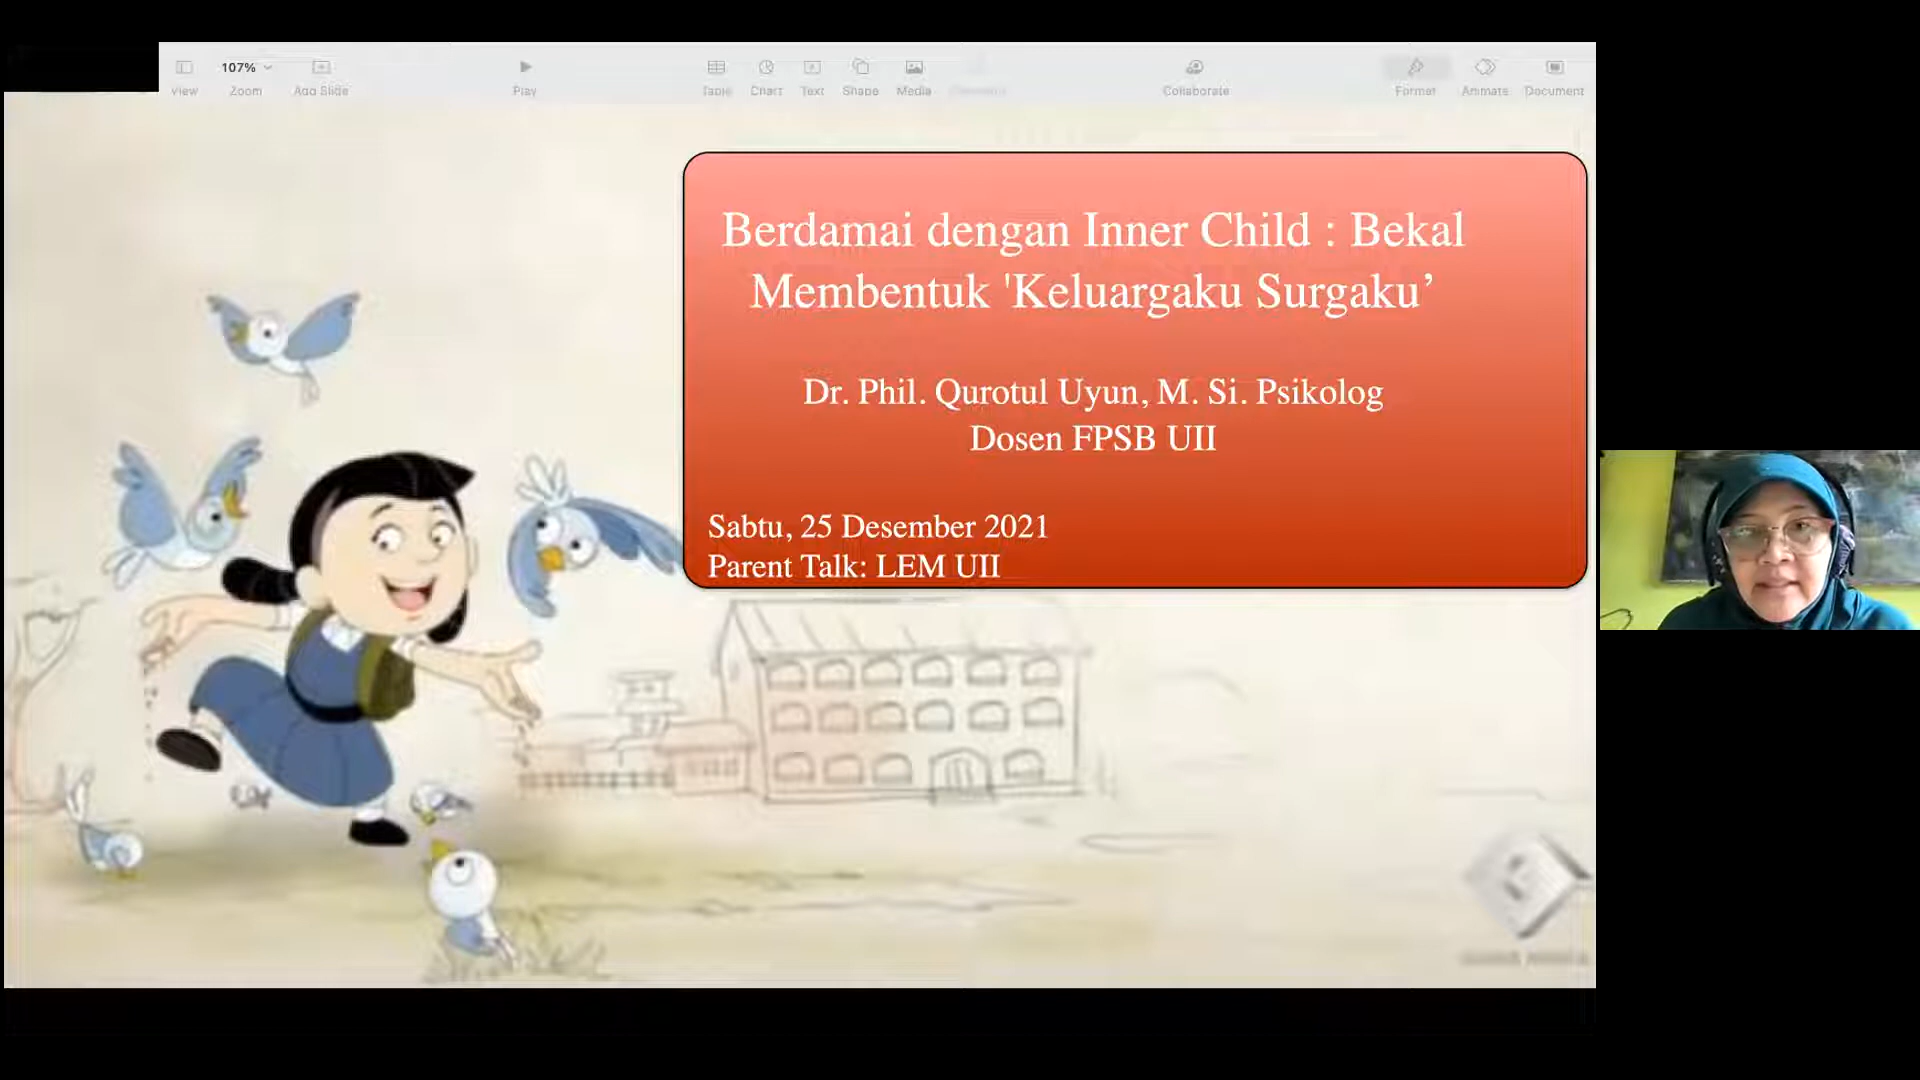 107%
View
Zoom
Add Slide
Play
Table
Chart
Text
Shape
Media
Collaborate
Format
Animate
Document
Berdamai dengan Inner Child : Bekal
Membentuk 'Keluargaku Surgaku’
Dr. Phil. Qurotul Uyun, M. Si. Psikolog
Dosen FPSB UII
Sabtu, 25 Desember 2021
Parent Talk: LEM UII